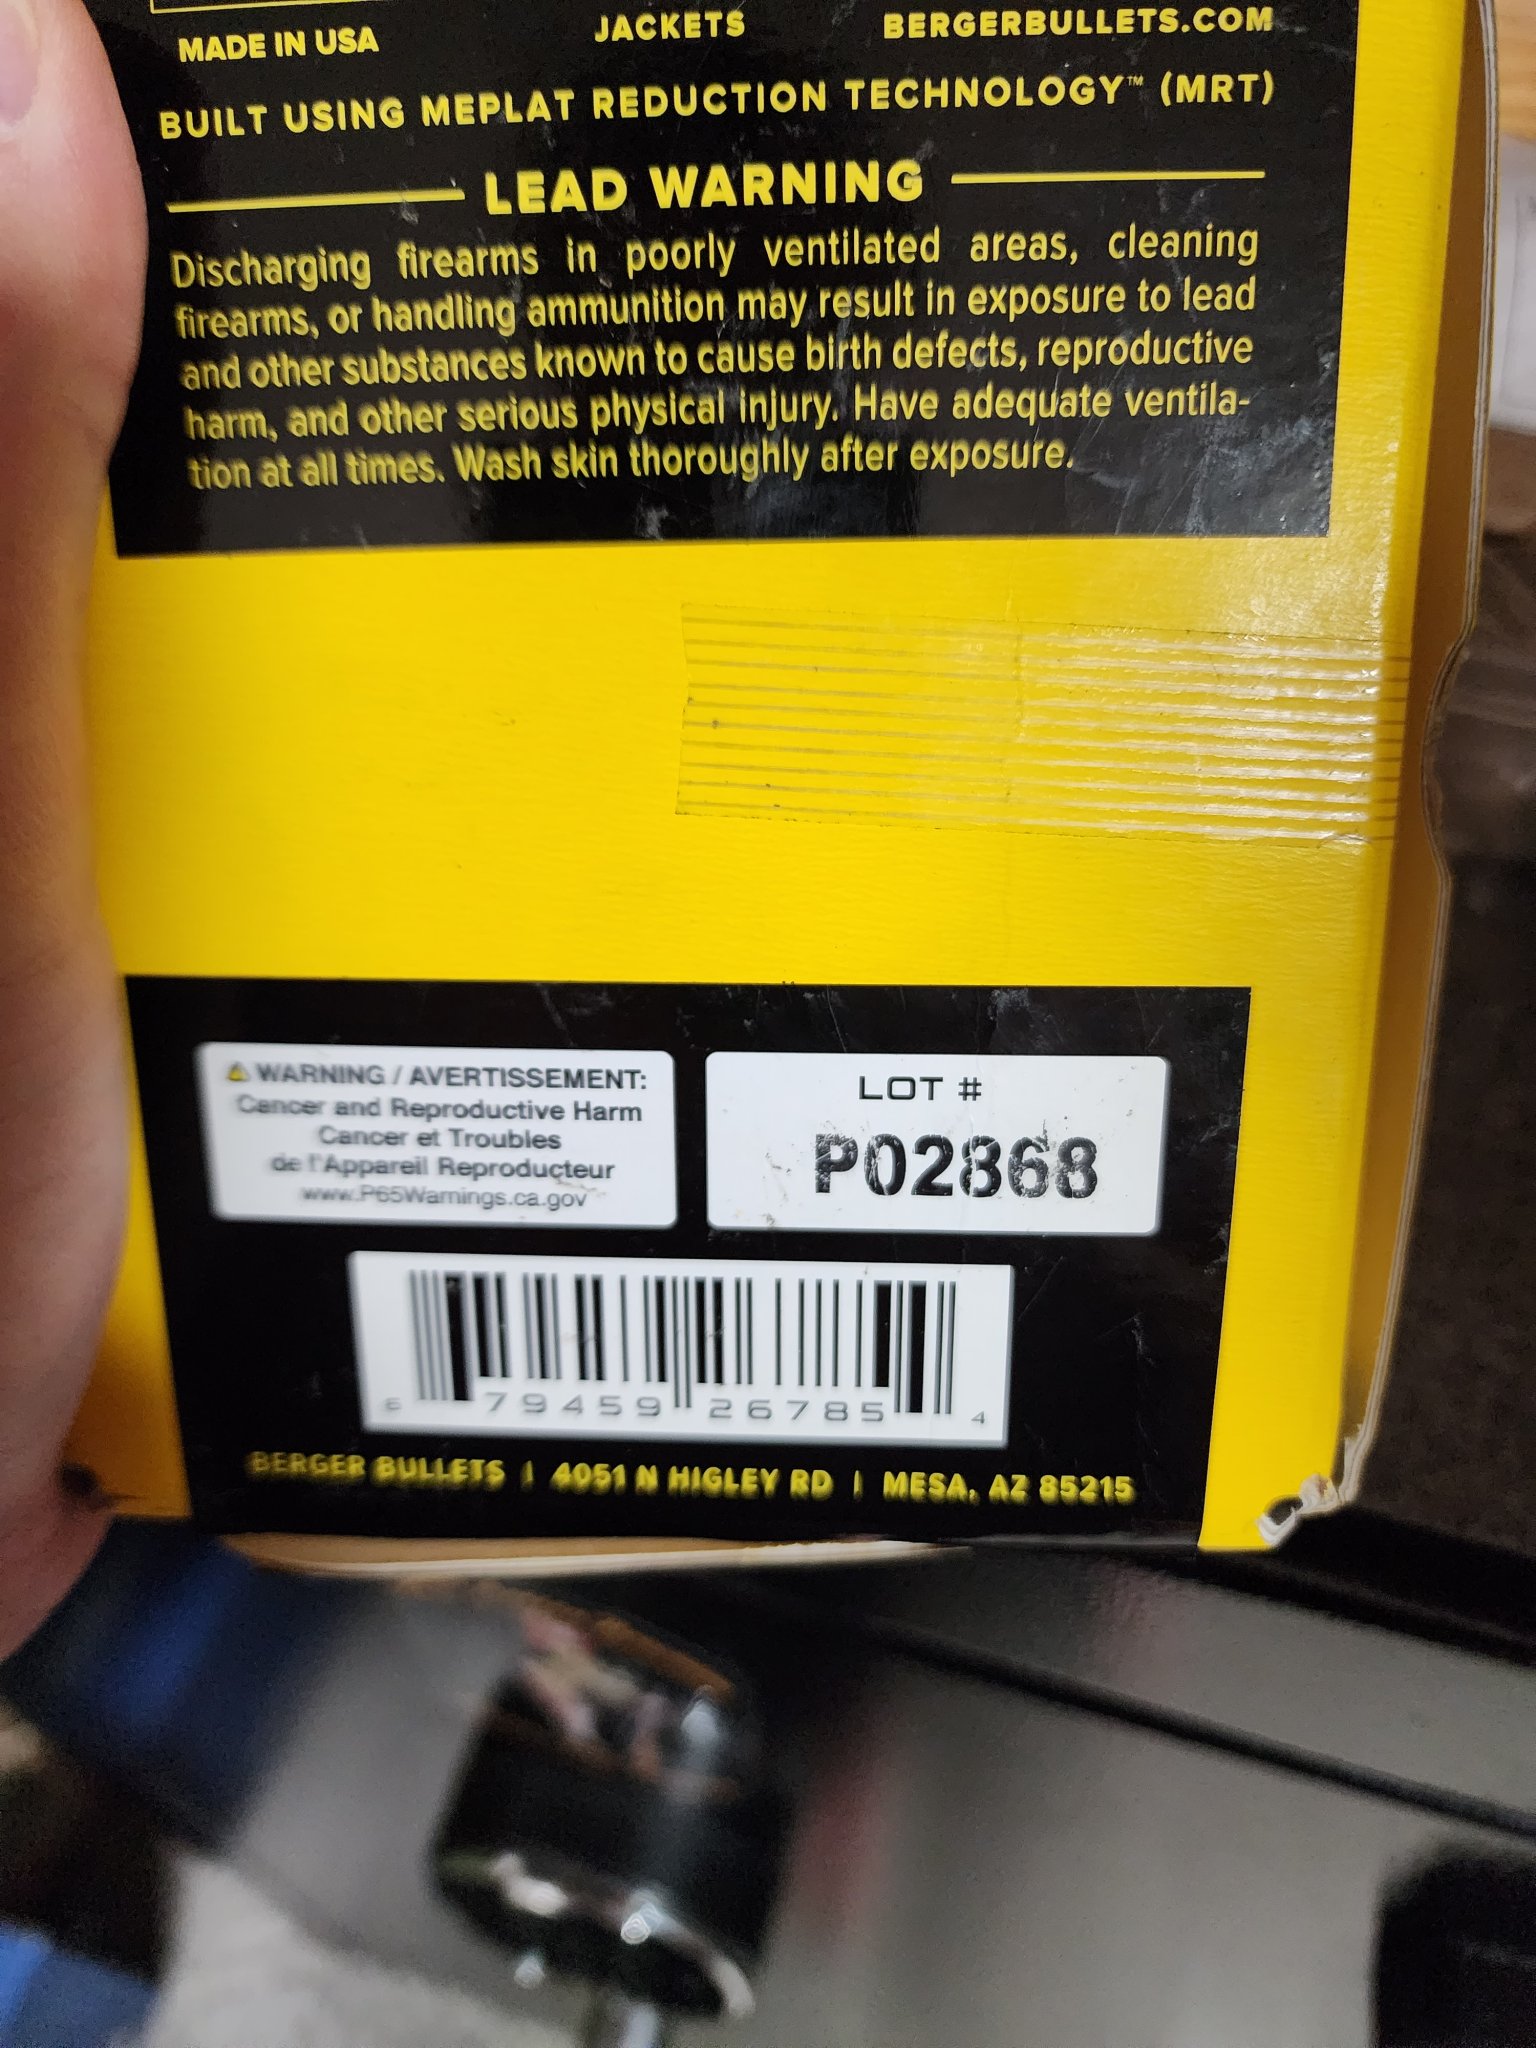 MADE IN USA JACKETS BERGERBULLETS.COM
BUILT USING MEPLAT REDUCTION TECHNOLOGY™ (MRT)
LEAD WARNING
Discharging firearms in poorly ventilated areas, cleaning
firearms, or handling ammunition may result in exposure to lead
and other substances known to cause birth defects, reproductive
harm, and other serious physical injury. Have adequate ventila-
tion at all times. Wash skin thoroughly after exposure.
WARNING / AVERTISSEMENT:
Cancer and Reproductive Harm
Cancer et Troubles
de l'Appareil Reproducteur
www.P65Warnings.ca.gov
LOT #
P02868
6 79459 26785 4
BERGER BULLETS | 4051 N HIGLEY RD | MESA, AZ 85215